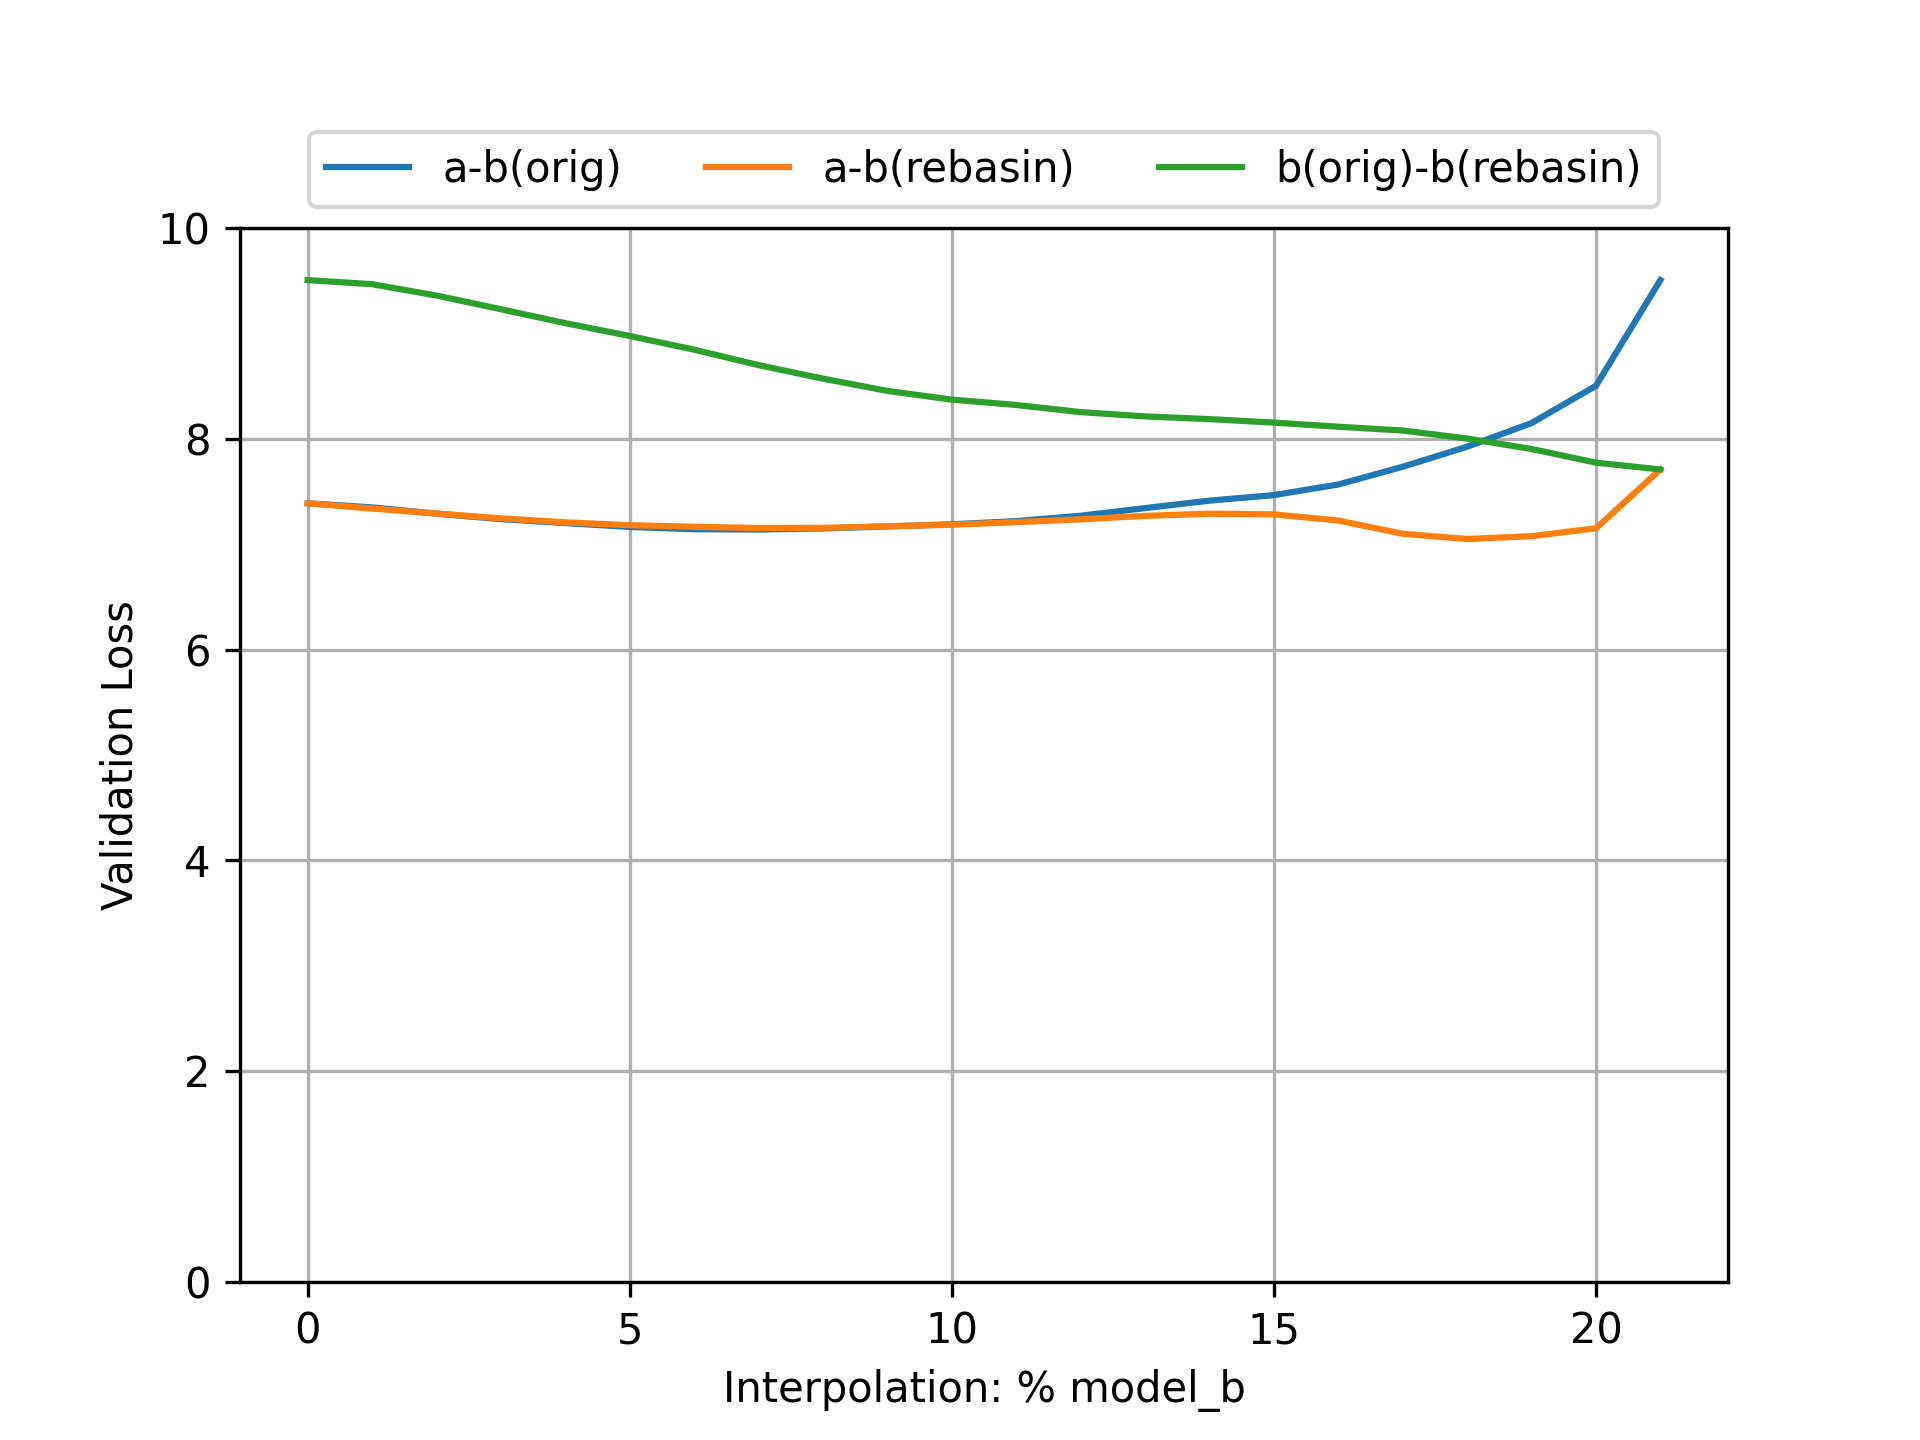 a-b(orig) a-b(rebasin) b(orig)-b(rebasin)
10
8
6
4
2
0
Validation Loss
0 5 10 15 20
Interpolation: % model_b